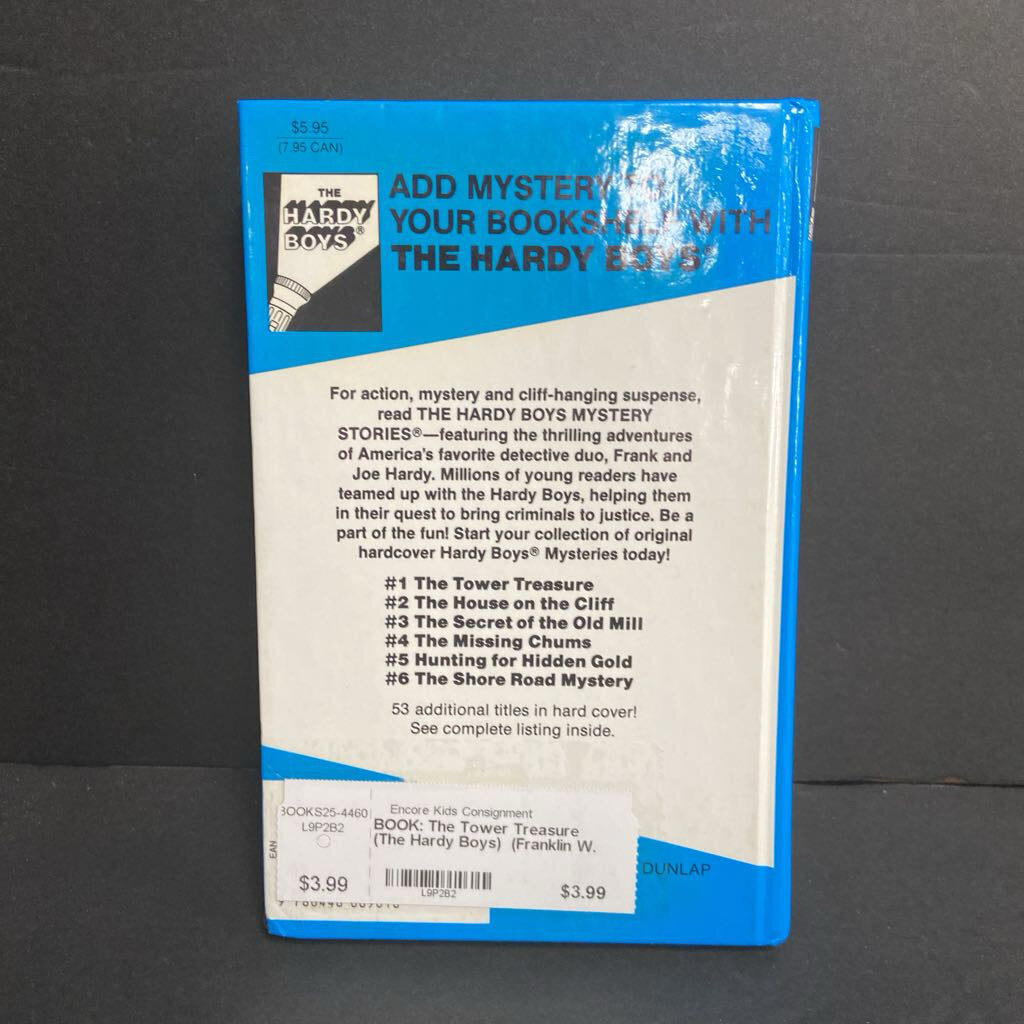 $5.95
(7.95 CAN)
THE
HARDY
BOYS®
ADD MYSTERY TO
YOUR BOOKSHELF WITH
THE HARDY BOYS®
For action, mystery and cliff-hanging suspense,
read THE HARDY BOYS MYSTERY
STORIES®—featuring the thrilling adventures
of America's favorite detective duo, Frank and
Joe Hardy. Millions of young readers have
teamed up with the Hardy Boys, helping them
in their quest to bring criminals to justice. Be a
part of the fun! Start your collection of original
hardcover Hardy Boys® Mysteries today!
#1 The Tower Treasure
#2 The House on the Cliff
#3 The Secret of the Old Mill
#4 The Missing Chums
#5 Hunting for Hidden Gold
#6 The Shore Road Mystery
53 additional titles in hard cover!
See complete listing inside.
BOOKS25-4460
L9P2B2
$3.99
Encore Kids Consignment
BOOK: The Tower Treasure
(The Hardy Boys) (Franklin W.
L9P2B2
$3.99
EAN
DUNLAP